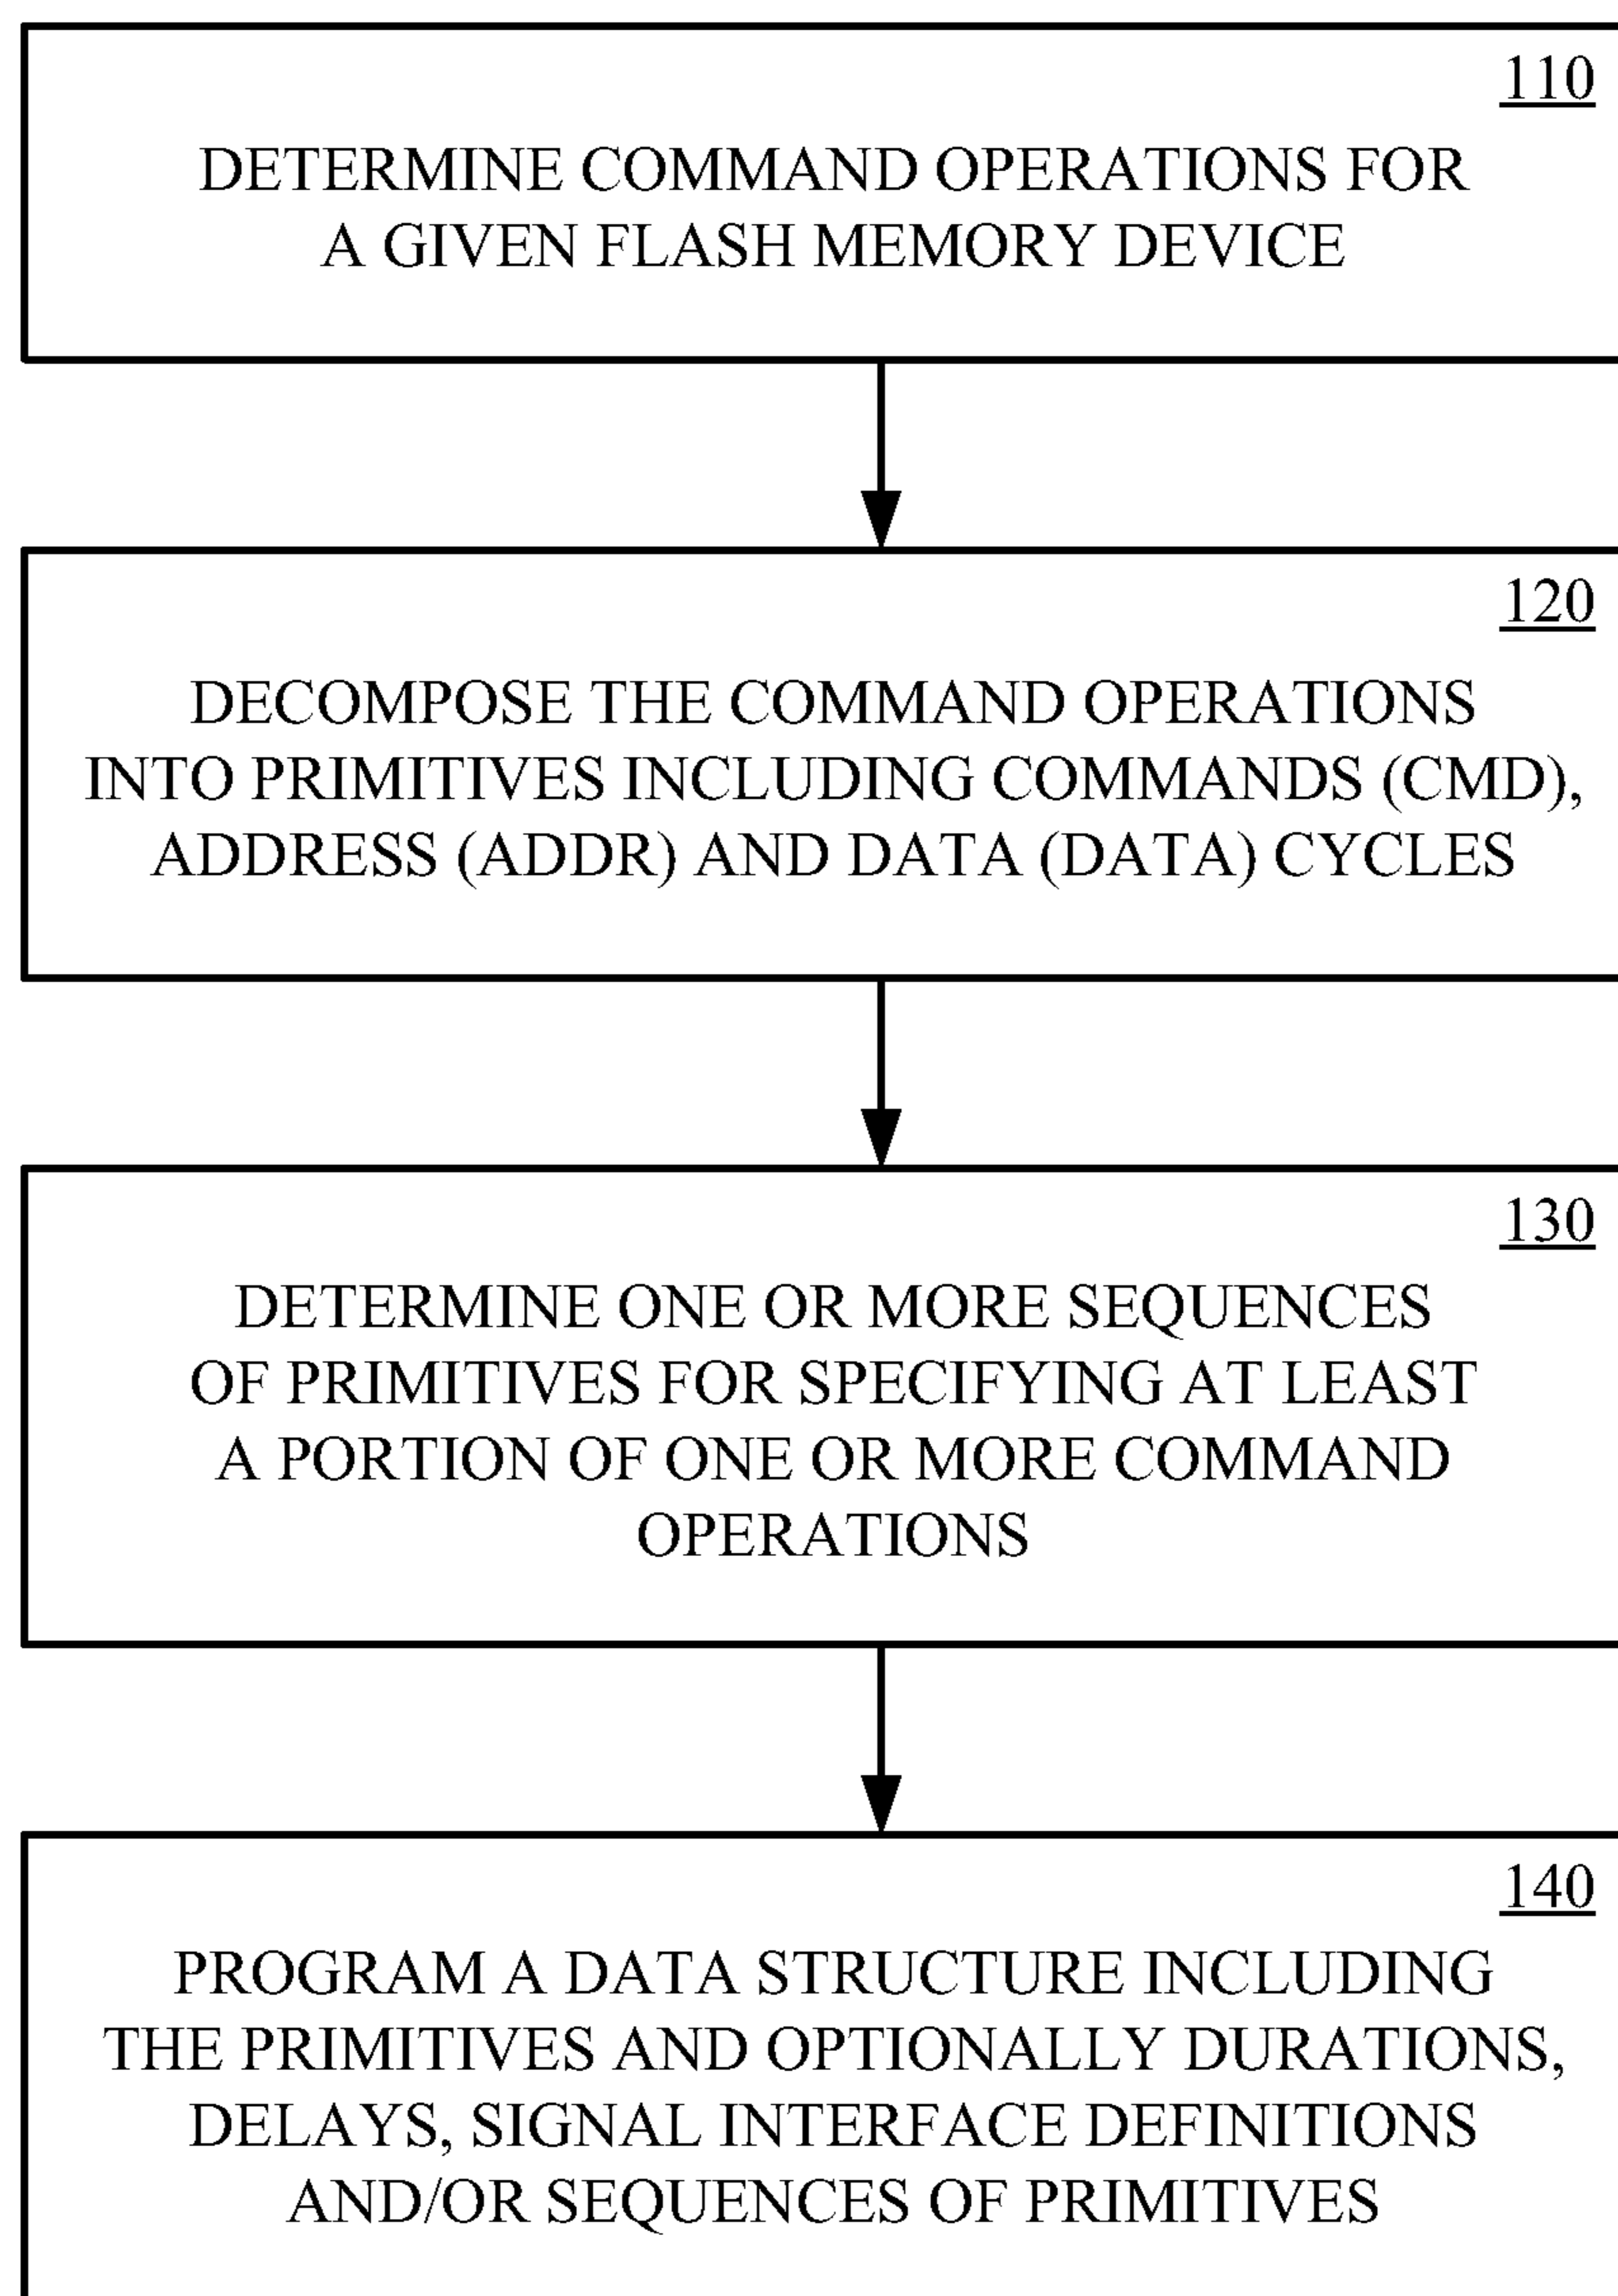 110
DETERMINE COMMAND OPERATIONS FOR
A GIVEN FLASH MEMORY DEVICE
120
DECOMPOSE THE COMMAND OPERATIONS
INTO PRIMITIVES INCLUDING COMMANDS (CMD),
ADDRESS (ADDR) AND DATA (DATA) CYCLES
130
DETERMINE ONE OR MORE SEQUENCES
OF PRIMITIVES FOR SPECIFYING AT LEAST
A PORTION OF ONE OR MORE COMMAND
OPERATIONS
140
PROGRAM A DATA STRUCTURE INCLUDING
THE PRIMITIVES AND OPTIONALLY DURATIONS,
DELAYS, SIGNAL INTERFACE DEFINITIONS
AND/OR SEQUENCES OF PRIMITIVES